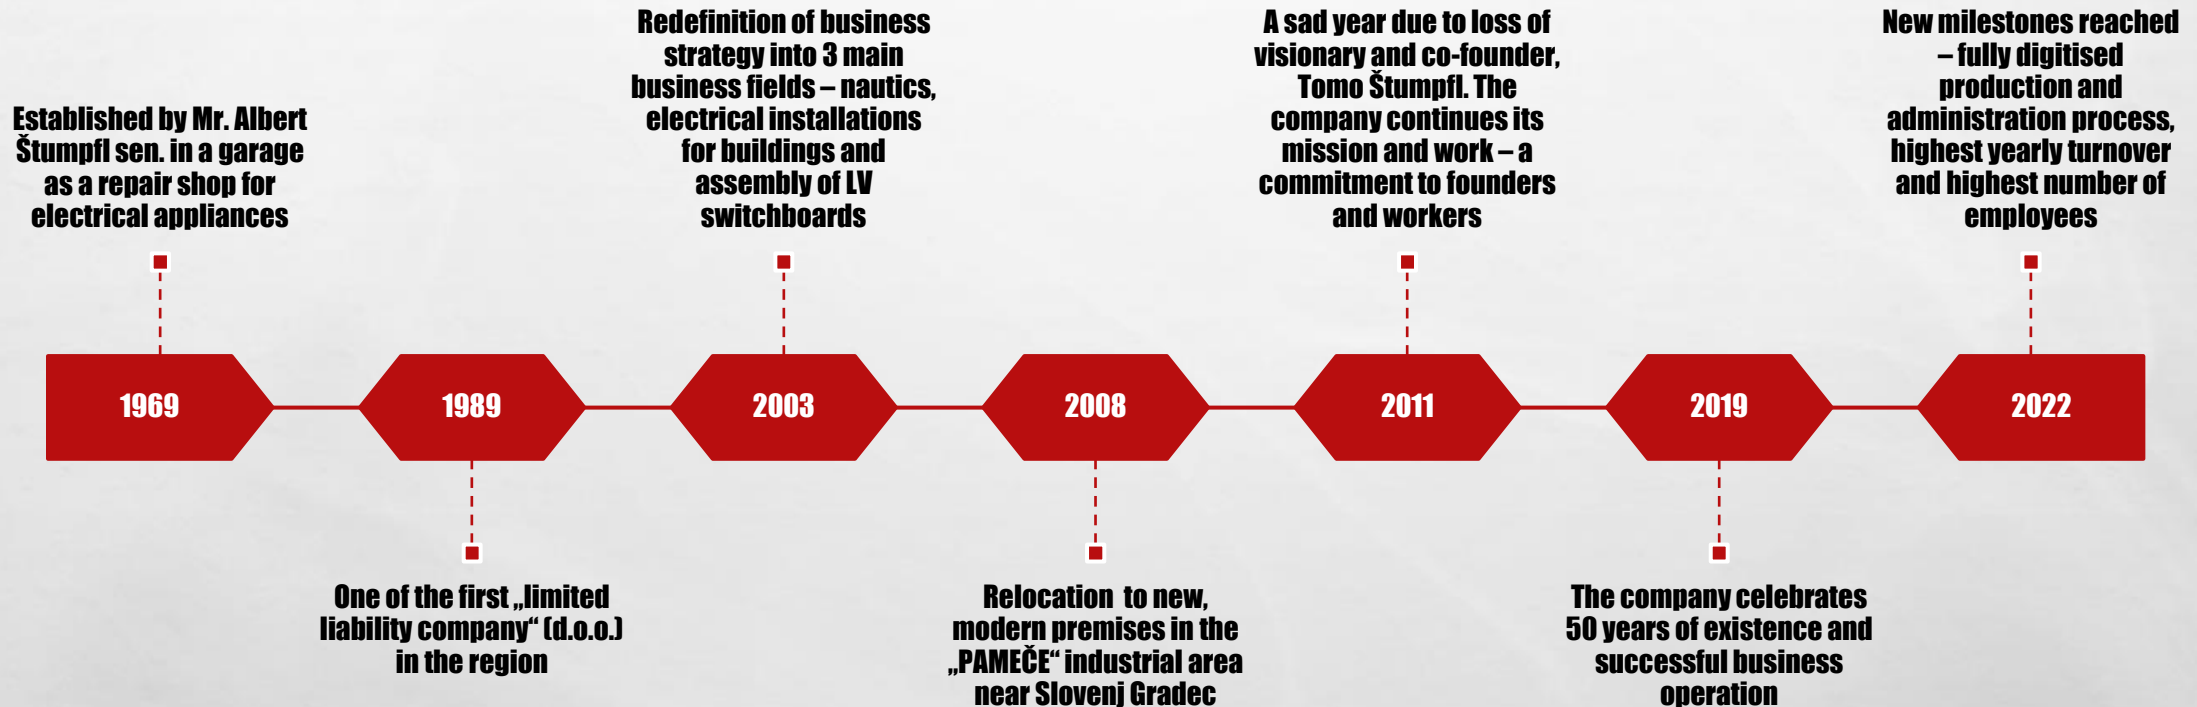 Established by Mr. Albert
Štumpfl sen. in a garage
as a repair shop for
electrical appliances
Redefinition of business
strategy into 3 main
business fields – nautics,
electrical installations
for buildings and
assembly of LV
switchboards
A sad year due to loss of
visionary and co-founder,
Tomo Štumpfl. The
company continues its
mission and work – a
commitment to founders
and workers
New milestones reached
– fully digitised
production and
administration process,
highest yearly turnover
and highest number of
employees
1969
1989
2003
2008
2011
2019
2022
One of the first „limited
liability company“ (d.o.o.)
in the region
Relocation  to new,
modern premises in the
„PAMEČE“ industrial area
near Slovenj Gradec
The company celebrates
50 years of existence and
successful business
operation